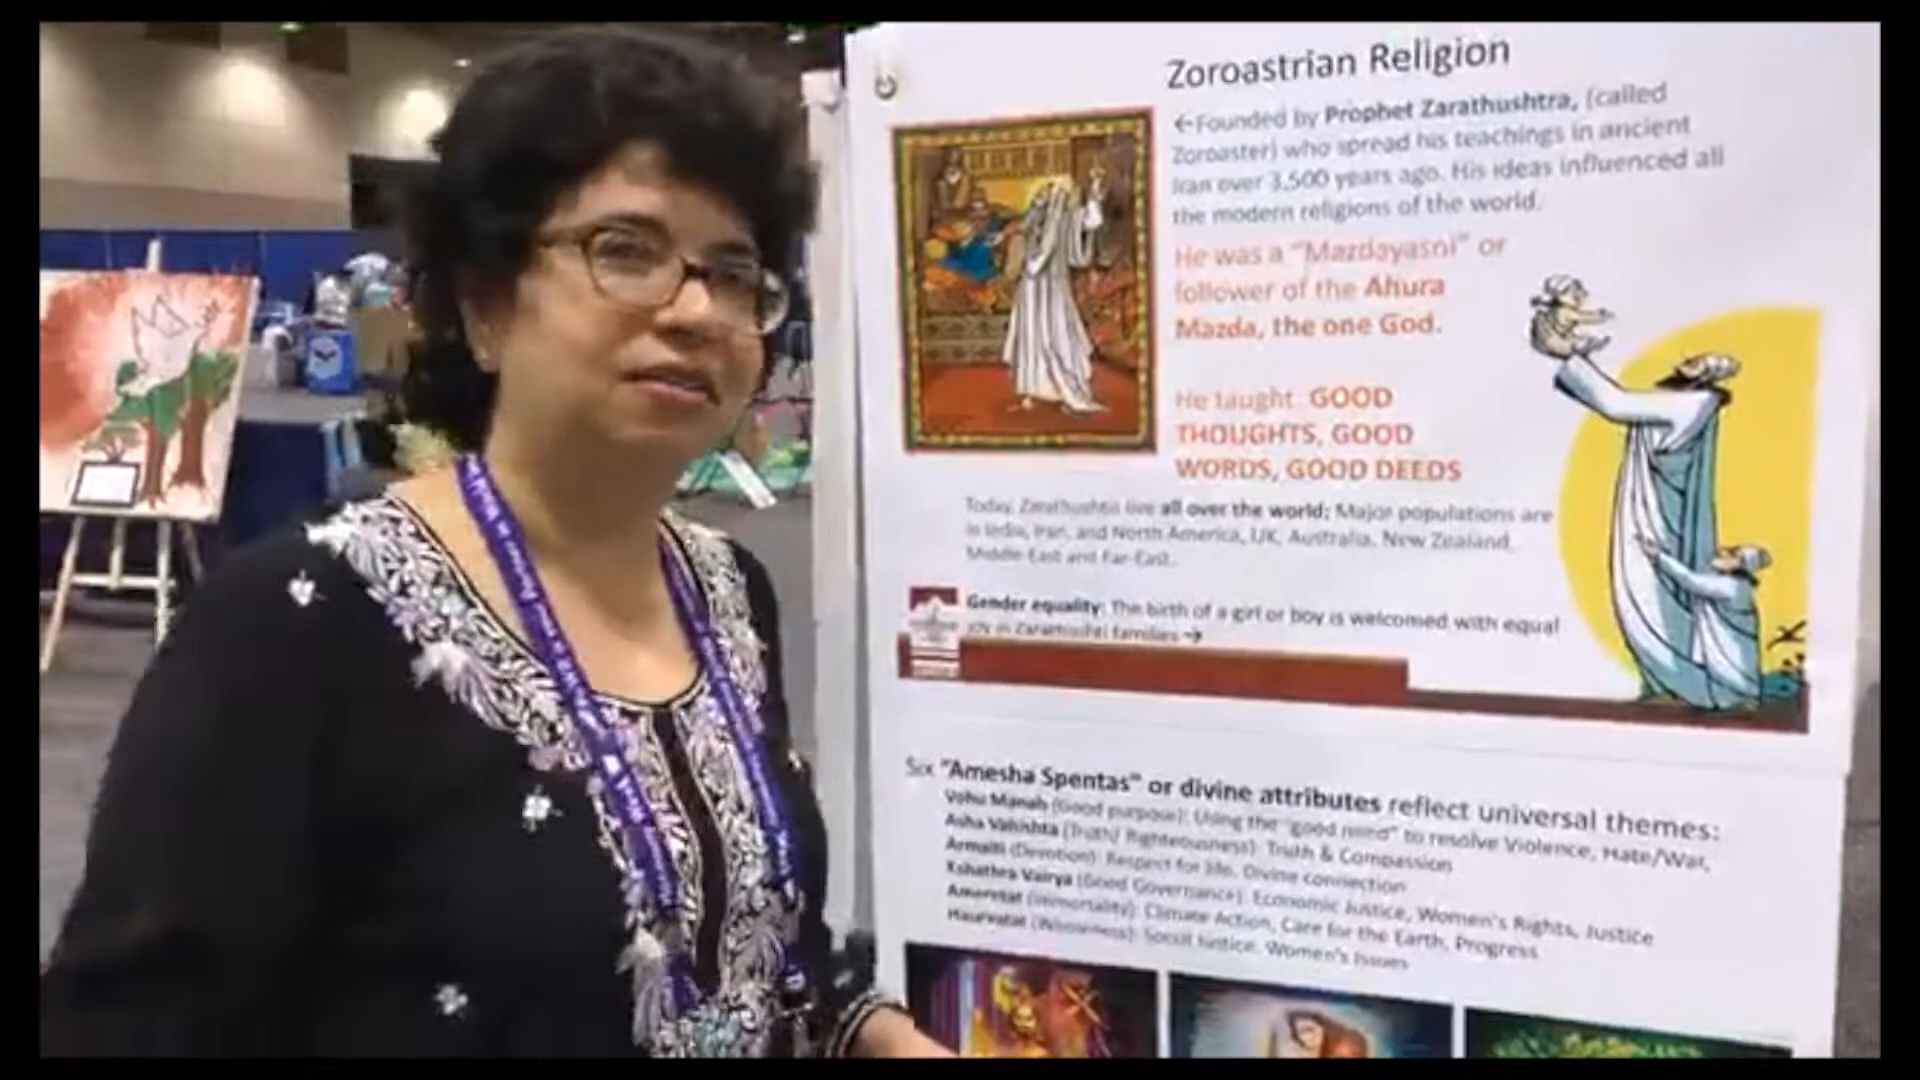 Zoroastrian Religion
←Founded by Prophet Zarathushtra, (called
Zoroaster) who spread his teachings in ancient
Iran over 3,500 years ago. His ideas influenced all
the modern religions of the world.
He was a "Mazdayasni" or
follower of the Ahura
Mazda, the one God.
He taught GOOD
THOUGHTS, GOOD
WORDS, GOOD DEEDS
Today, Zarathushtis live all over the world; Major populations are
in India, Iran, and North America, UK, Australia, New Zealand,
Middle-East and Far-East.
Gender equality: The birth of a girl or boy is welcomed with equal
joy in Zarathushti families →
Six "Amesha Spentas" or divine attributes reflect universal themes:
Vohu Manah (Good purpose): Using the "good mind" to resolve Violence, Hate/War,
Asha Vahishta (Truth/ Righteousness): Truth & Compassion
Armaiti (Devotion): Respect for life, Divine connection
Kshathra Vairya (Good Governance): Economic Justice, Women's Rights, Justice
Ameretat (Immortality): Climate Action, Care for the Earth, Progress
Haurvatat (Wholeness): Social Justice, Women's Issues